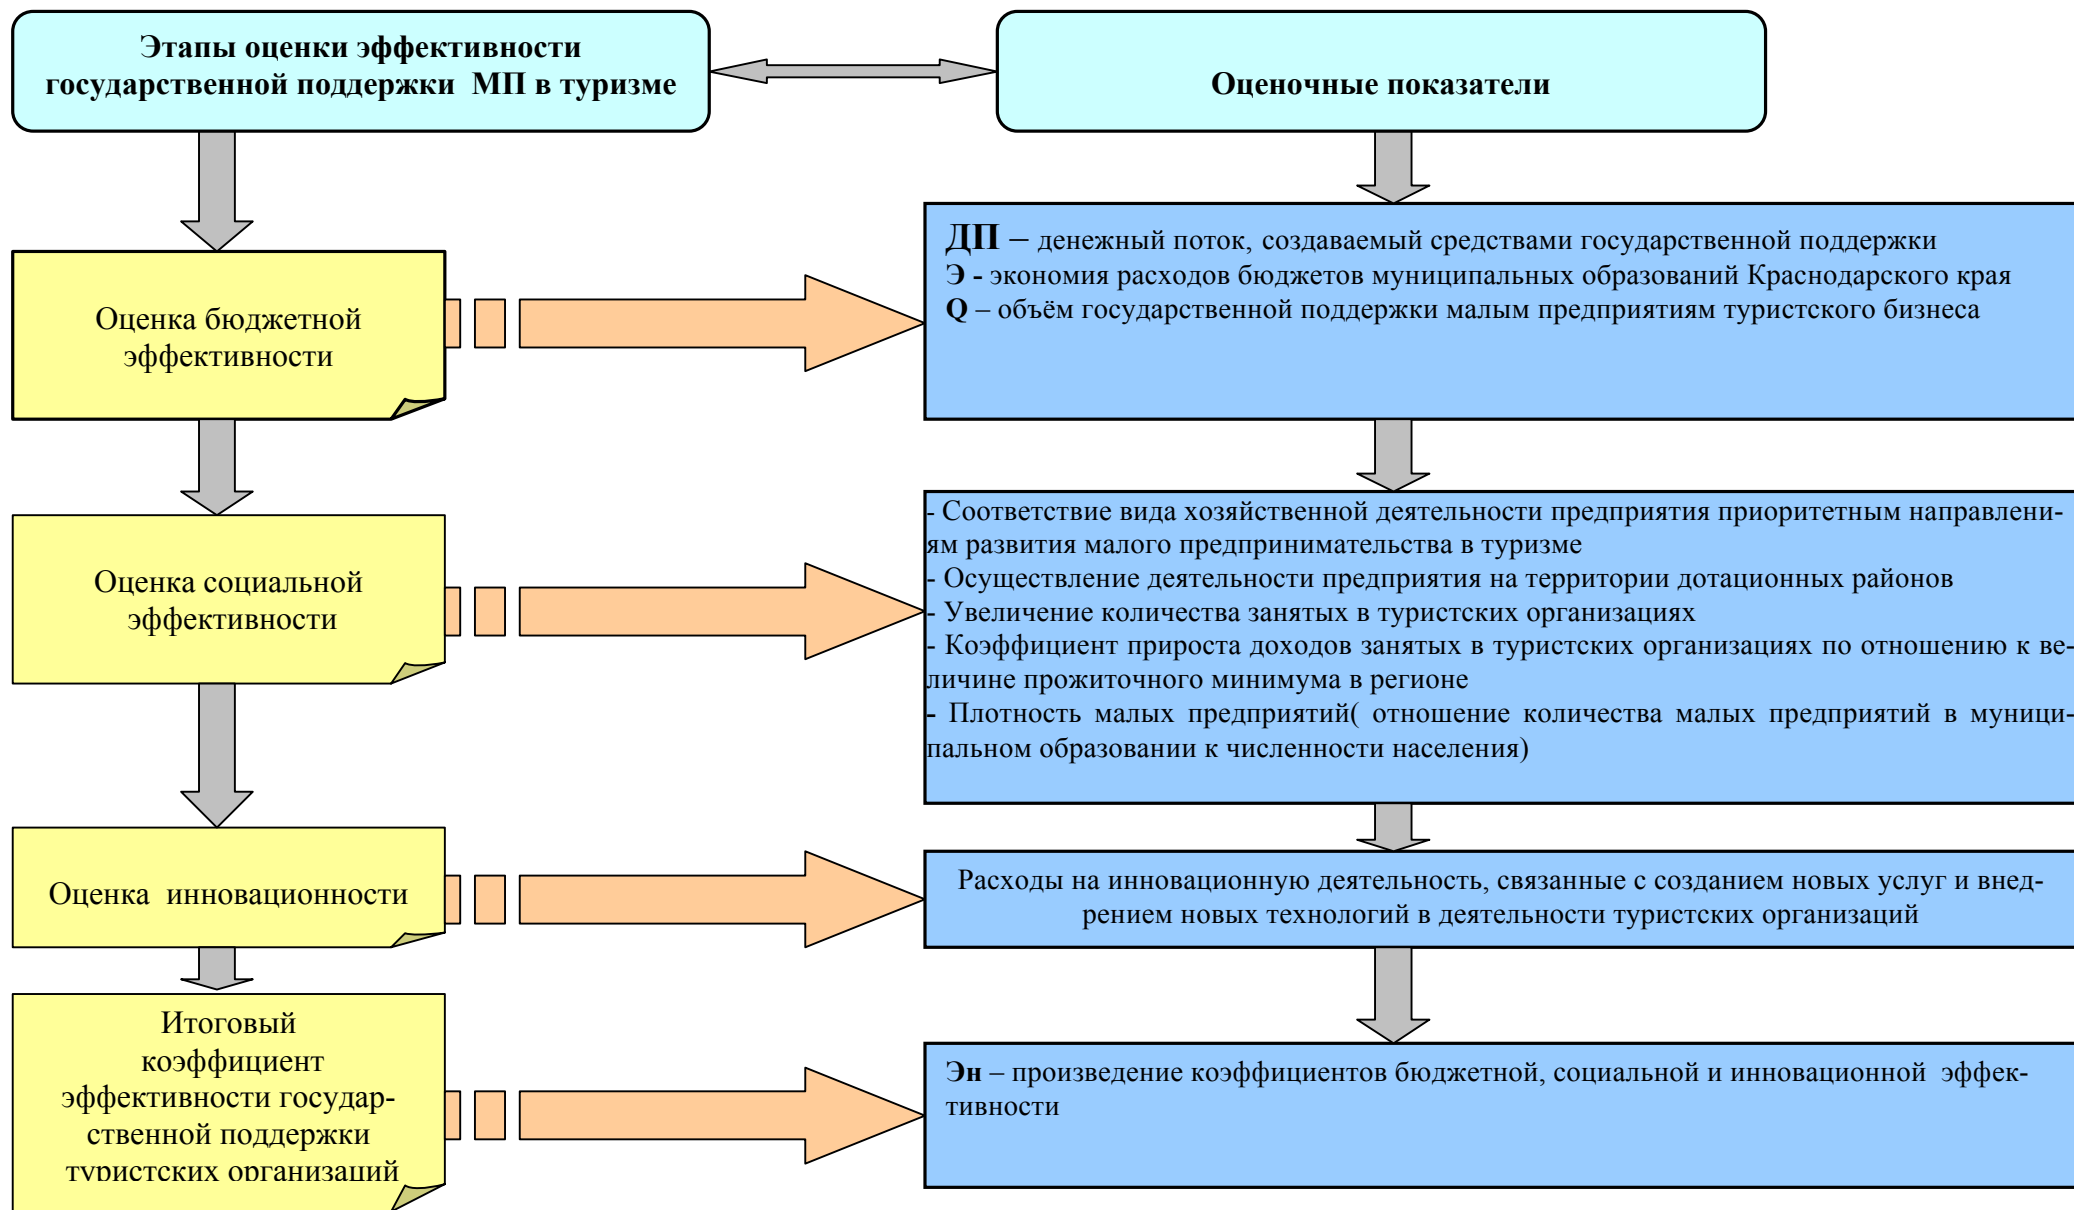 Этапы оценки эффективности
государственной поддержки МП в туризме
Оценочные показатели
Оценка бюджетной
эффективности
ДП – денежный поток, создаваемый средствами государственной поддержки
Э - экономия расходов бюджетов муниципальных образований Краснодарского края
Q – объём государственной поддержки малым предприятиям туристского бизнеса
Оценка социальной
эффективности
- Соответствие вида хозяйственной деятельности предприятия приоритетным направлени-
ям развития малого предпринимательства в туризме
- Осуществление деятельности предприятия на территории дотационных районов
- Увеличение количества занятых в туристских организациях
- Коэффициент прироста доходов занятых в туристских организациях по отношению к ве-
личине прожиточного минимума в регионе
- Плотность малых предприятий( отношение количества малых предприятий в муници-
пальном образовании к численности населения)
Оценка инновационности
Расходы на инновационную деятельность, связанные с созданием новых услуг и внед-
рением новых технологий в деятельности туристских организаций
Итоговый
коэффициент
эффективности государ-
ственной поддержки
туристских организаций
Эн – произведение коэффициентов бюджетной, социальной и инновационной эффек-
тивности